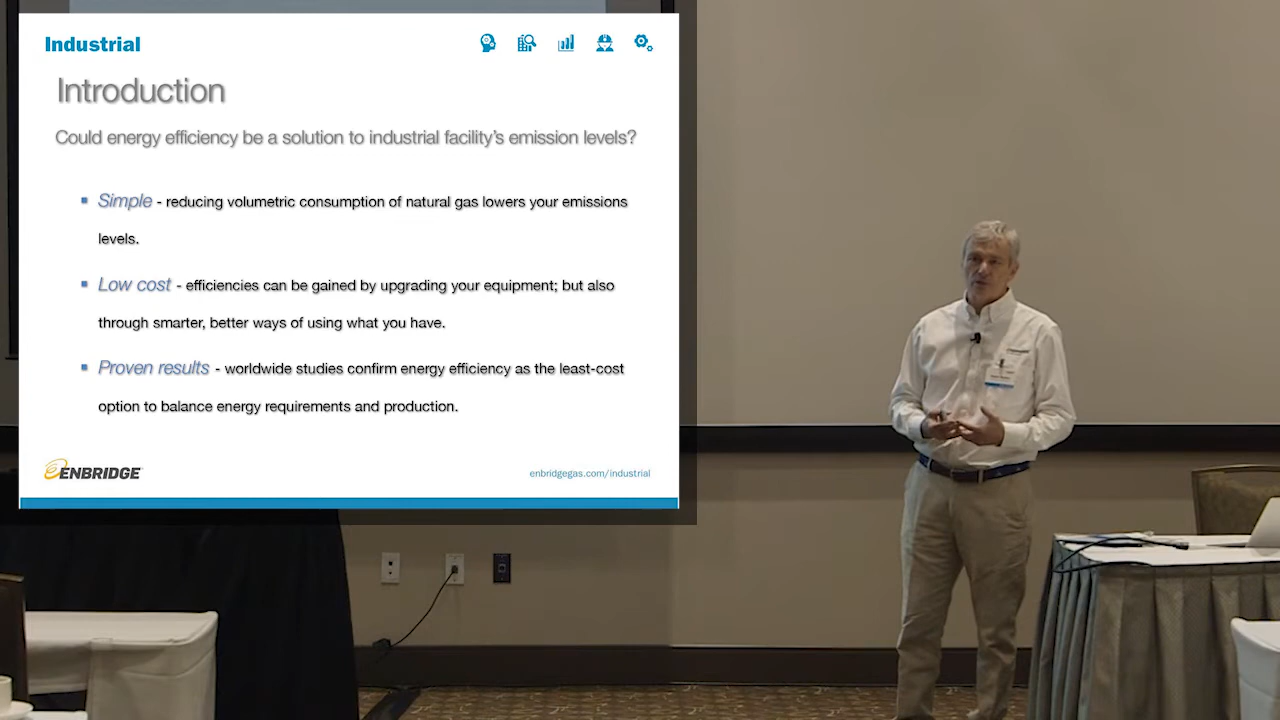 Industrial
Introduction
Could energy efficiency be a solution to industrial facility's emission levels?
▪ Simple - reducing volumetric consumption of natural gas lowers your emissions
levels.
▪ Low cost - efficiencies can be gained by upgrading your equipment; but also
through smarter, better ways of using what you have.
▪ Proven results - worldwide studies confirm energy efficiency as the least-cost
option to balance energy requirements and production.
ENBRIDGE
enbridgegas.com/industrial